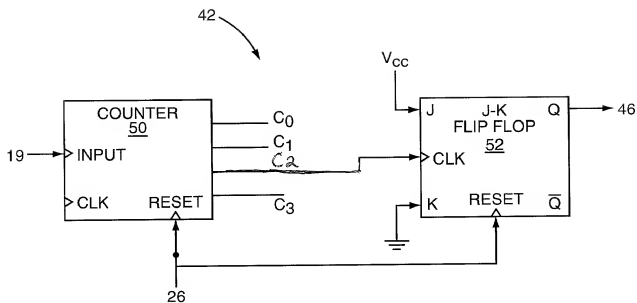 42
COUNTER
50
19
INPUT
CLK
RESET
C0
C1
C2
C3
26
VCC
J
J-K
FLIP FLOP
52
Q
46
CLK
K
RESET
Q̅